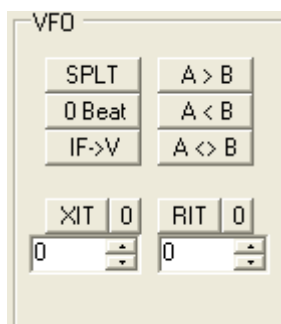 VFO
SPLT A > B
0 Beat A < B
IF->V A <> B
XIT 0 RIT 0
0 0